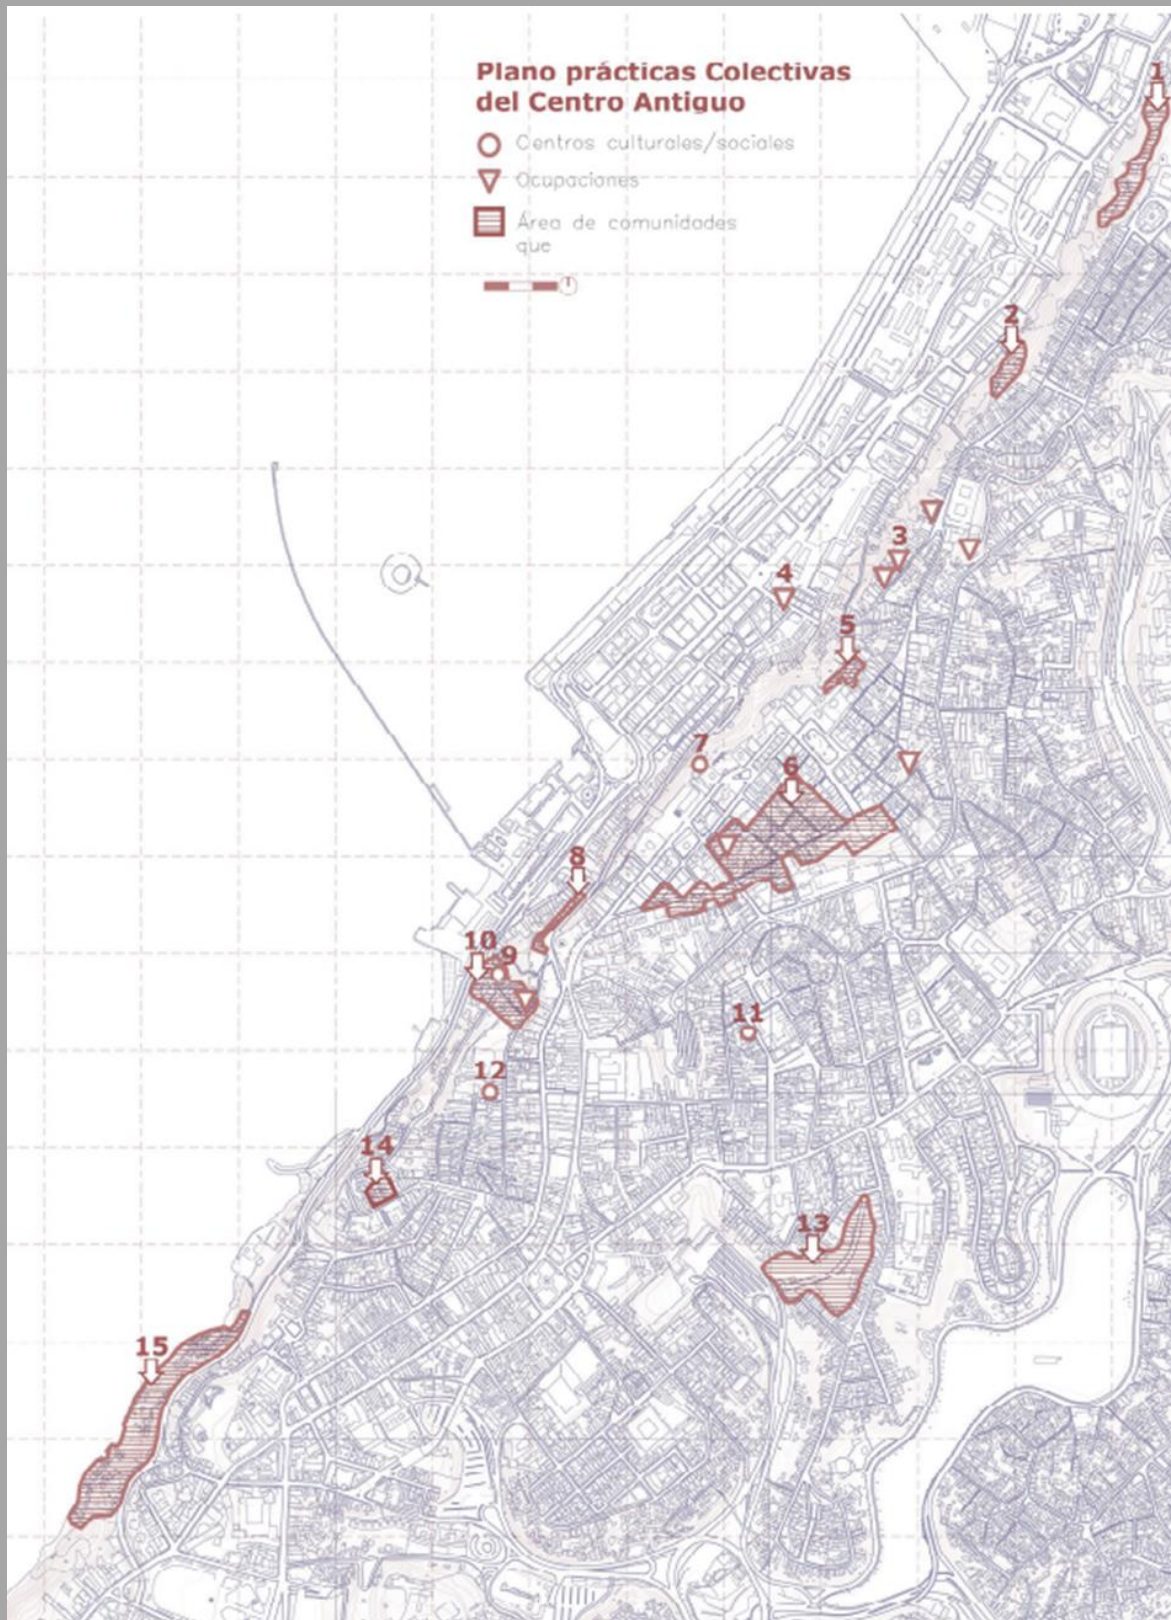 Plano prácticas Colectivas
del Centro Antiguo
Centros culturales/sociales
Ocupaciones
Área de comunidades
que
1
2
3
4
5
6
7
8
10
9
11
12
14
13
15